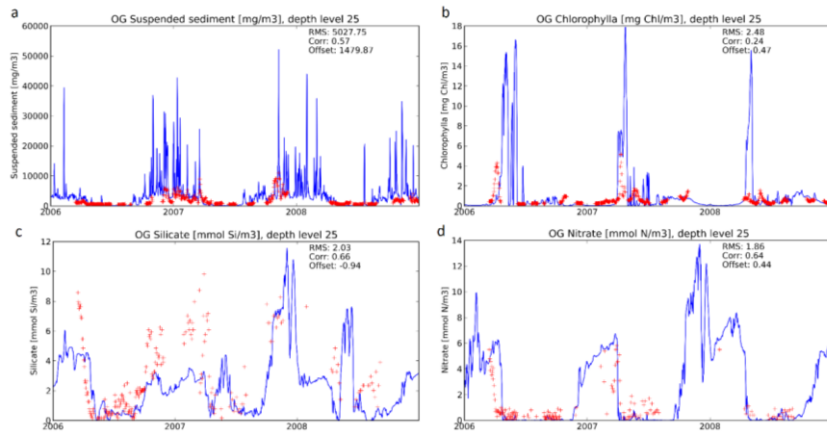 a
OG Suspended sediment [mg/m3], depth level 25
RMS: 5027.75
Corr: 0.57
Offset: 1479.87
Suspended sediment [mg/m3]
60000
50000
40000
30000
20000
10000
0
2006 2007 2008
b
OG Chlorophylla [mg Chl/m3], depth level 25
RMS: 2.48
Corr: 0.24
Offset: 0.47
Chlorophylla [mg Chl/m3]
18
16
14
12
10
8
6
4
2
0
2006 2007 2008
c
OG Silicate [mmol Si/m3], depth level 25
RMS: 2.03
Corr: 0.66
Offset: -0.94
Silicate [mmol Si/m3]
12
10
8
6
4
2
0
2006 2007 2008
d
OG Nitrate [mmol N/m3], depth level 25
RMS: 1.86
Corr: 0.64
Offset: 0.44
Nitrate [mmol N/m3]
14
12
10
8
6
4
2
0
2006 2007 2008